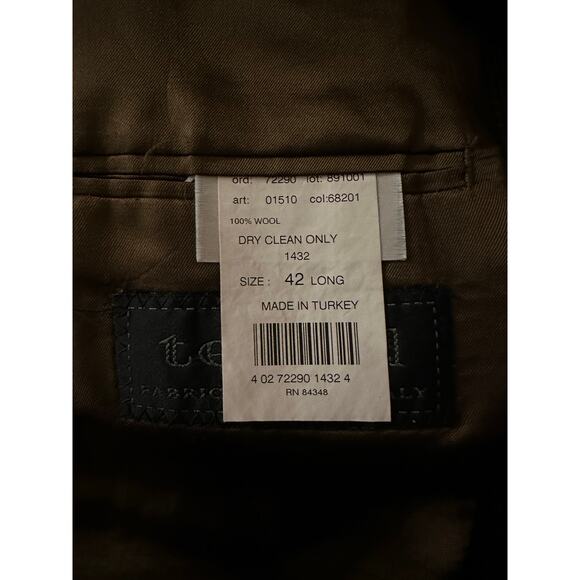 ord: 72290 lot: 891001
art: 01510 col:68201
100% WOOL
DRY CLEAN ONLY
1432
SIZE : 42 LONG
MADE IN TURKEY
4 02 72290 1432 4
RN 84348